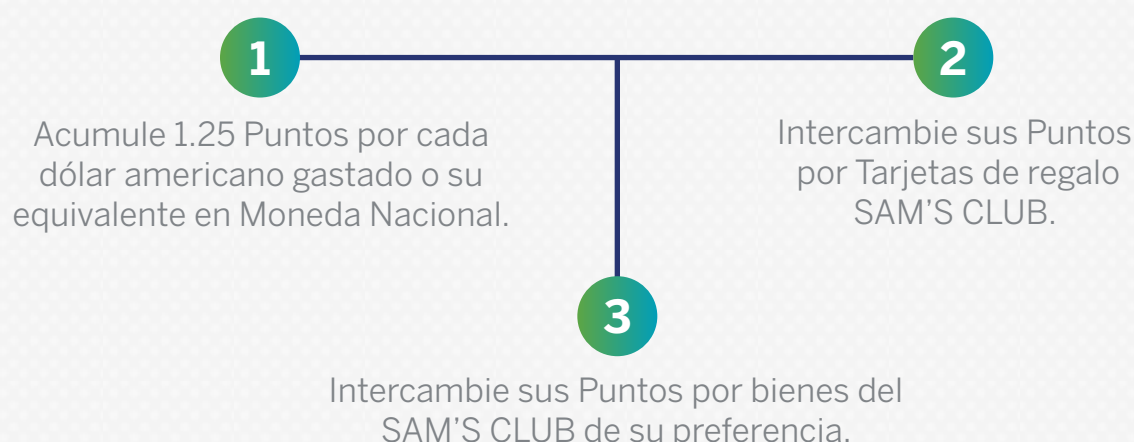 1
Acumule 1.25 Puntos por cada
dólar americano gastado o su
equivalente en Moneda Nacional.
2
Intercambie sus Puntos
por Tarjetas de regalo
SAM'S CLUB.
3
Intercambie sus Puntos por bienes del
SAM'S CLUB de su preferencia.